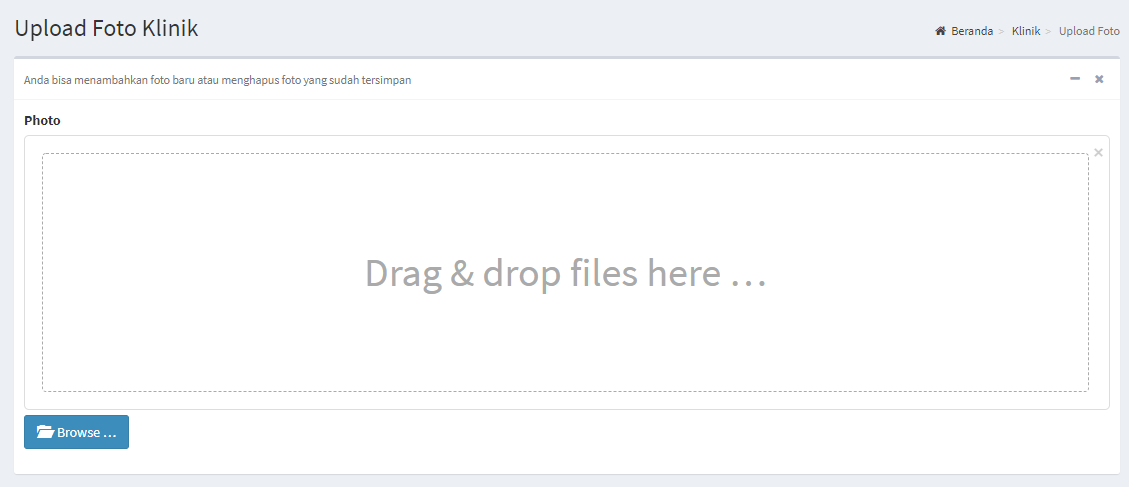 Upload Foto Klinik
Beranda > Klinik > Upload Foto
Anda bisa menambahkan foto baru atau menghapus foto yang sudah tersimpan
Photo
Drag & drop files here …
Browse …